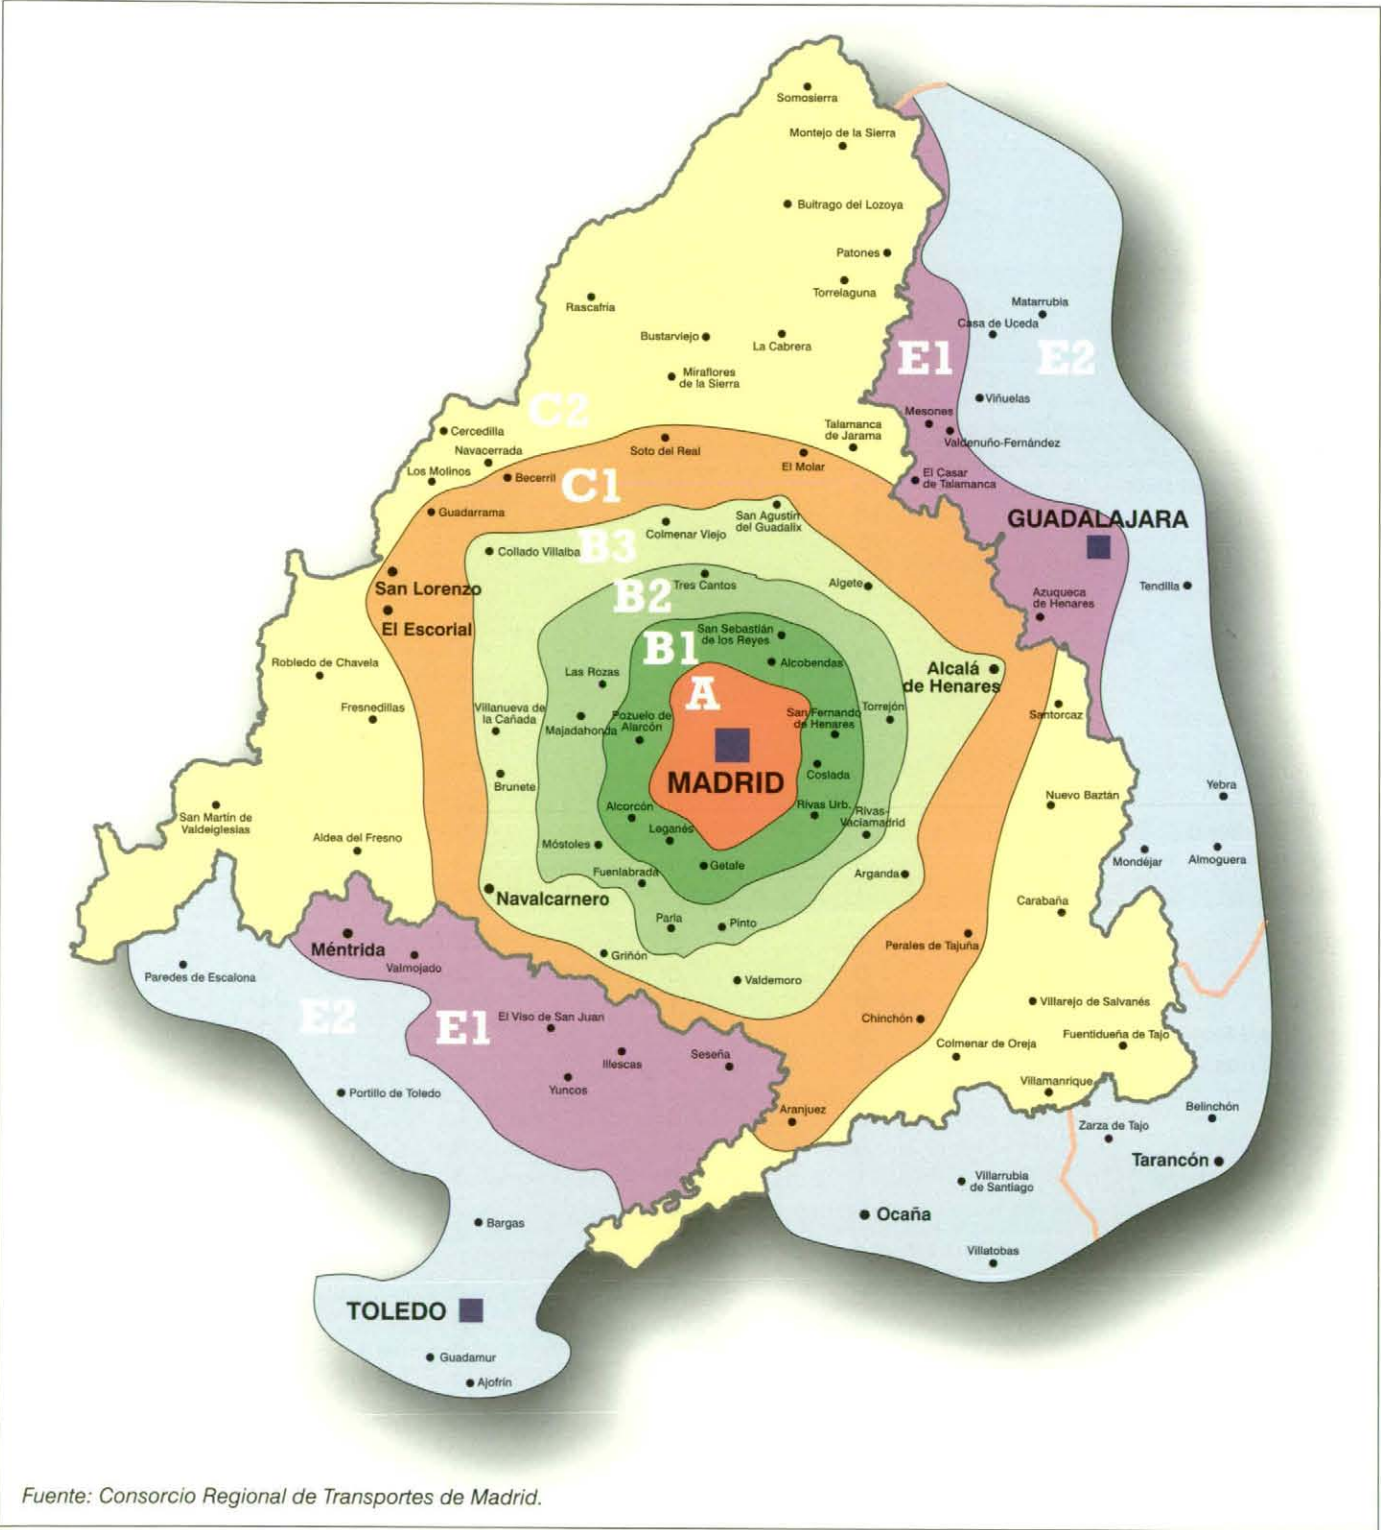 Somosierra
Montejo de la Sierra
Buitrago del Lozoya
Patones
Torrelaguna
Rascafría
Matarrubia
Casa de Uceda
Bustarviejo
La Cabrera
E1
E2
Miraflores
de la Sierra
Viñuelas
C2
Mesones
Cercedilla
Talamanca
de Jarama
Valdenuño-Fernández
Navacerrada
Soto del Real
El Molar
Los Molinos
Becerril
C1
El Casar
de Talamanca
Guadarrama
San Agustín
del Guadalix
GUADALAJARA
Colmenar Viejo
Collado Villalba
B3
San Lorenzo
Tres Cantos
Algete
Tendilla
B2
Azuqueca
de Henares
El Escorial
San Sebastián
de los Reyes
B1
Alcobendas
Robledo de Chavela
Las Rozas
Alcalá
de Henares
A
Fresnedillas
Villanueva de
la Cañada
Pozuelo de
Alarcón
Majadahonda
San Fernando
de Henares
Torrejón
Santorcaz
MADRID
Coslada
Brunete
Yebra
Nuevo Baztán
San Martín de
Valdeiglesias
Alcorcón
Rivas Urb.
Rivas-
Vaciamadrid
Leganés
Aldea del Fresno
Móstoles
Getafe
Mondéjar
Almoguera
Fuenlabrada
Arganda
Navalcarnero
Carabaña
Parla
Pinto
Méntrida
Perales de Tajuña
Valmojado
Griñón
Paredes de Escalona
Valdemoro
Villarejo de Salvanés
E2
E1
El Viso de San Juan
Chinchón
Fuentidueña de Tajo
Colmenar de Oreja
Illescas
Seseña
Yuncos
Villamanrique
Portillo de Toledo
Aranjuez
Belinchón
Zarza de Tajo
Tarancón
Villarrubia
de Santiago
Ocaña
Bargas
Villatobas
TOLEDO
Guadamur
Ajofrín
Fuente: Consorcio Regional de Transportes de Madrid.